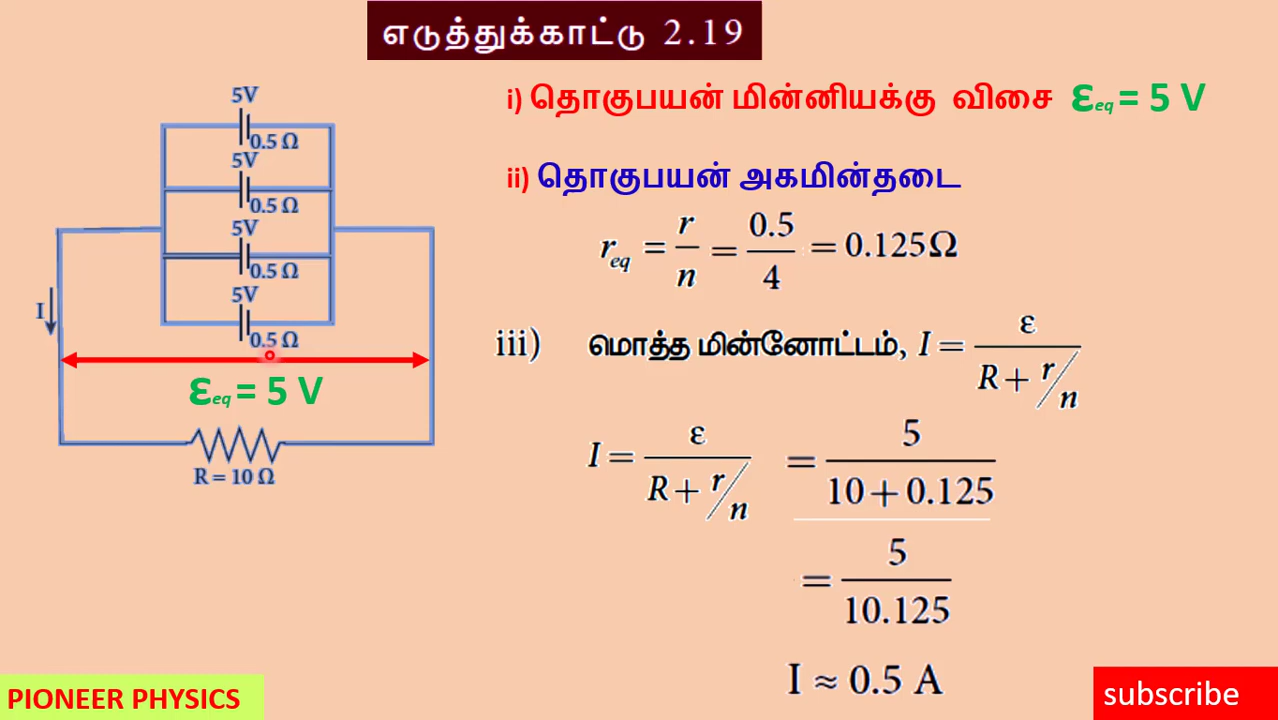 எடுத்துக்காட்டு 2.19
i) தொகுபயன் மின்னியக்கு விசை ε_eq = 5 V
ii) தொகுபயன் அகமின்தடை
r_eq = r/n = 0.5/4 = 0.125Ω
iii) மொத்த மின்னோட்டம், I = ε/(R + r/n)
I = ε/(R + r/n) = 5/(10 + 0.125)
= 5/10.125
I ≈ 0.5 A
5V
0.5 Ω
5V
0.5 Ω
5V
0.5 Ω
5V
0.5 Ω
I
ε_eq = 5 V
R = 10 Ω
PIONEER PHYSICS
subscribe